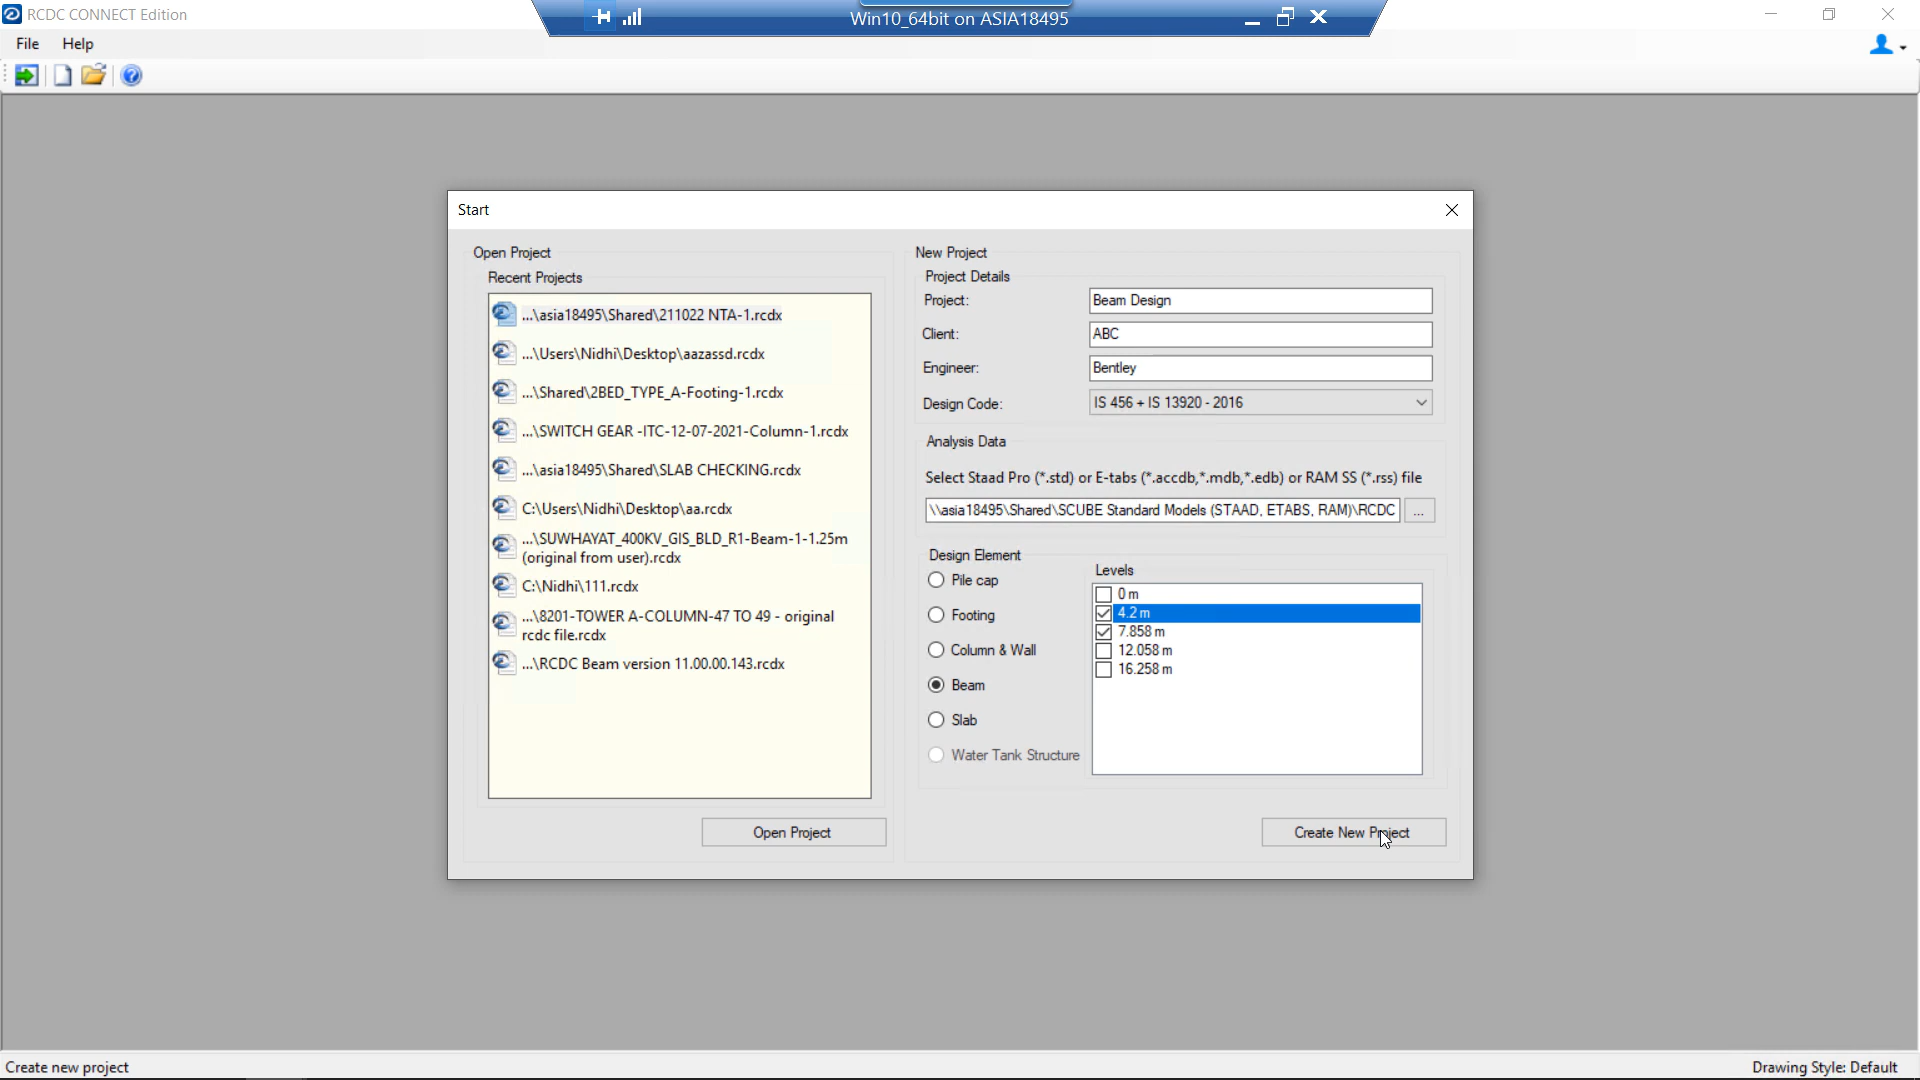 RCDC CONNECT Edition
Win10_64bit on ASIA18495
File Help
Start
Open Project
Recent Projects
...\asia18495\Shared\211022 NTA-1.rcdx
...\Users\Nidhi\Desktop\aazassd.rcdx
...\Shared\2BED_TYPE_A-Footing-1.rcdx
...\SWITCH GEAR -ITC-12-07-2021-Column-1.rcdx
...\asia18495\Shared\SLAB CHECKING.rcdx
C:\Users\Nidhi\Desktop\aa.rcdx
...\SUWHAYAT_400KV_GIS_BLD_R1-Beam-1-1.25m
(original from user).rcdx
C:\Nidhi\111.rcdx
...\8201-TOWER A-COLUMN-47 TO 49 - original
rcdc file.rcdx
...\RCDC Beam version 11.00.00.143.rcdx
Open Project
New Project
Project Details
Project: Beam Design
Client: ABC
Engineer: Bentley
Design Code: IS 456 + IS 13920 - 2016
Analysis Data
Select Staad Pro (*.std) or E-tabs (*.accdb,*.mdb,*.edb) or RAM SS (*.rss) file
\\asia18495\Shared\SCUBE Standard Models (STAAD, ETABS, RAM)\RCDC ...
Design Element
Pile cap
Footing
Column & Wall
Beam
Slab
Water Tank Structure
Levels
0 m
4.2 m
7.858 m
12.058 m
16.258 m
Create New Project
Create new project
Drawing Style: Default